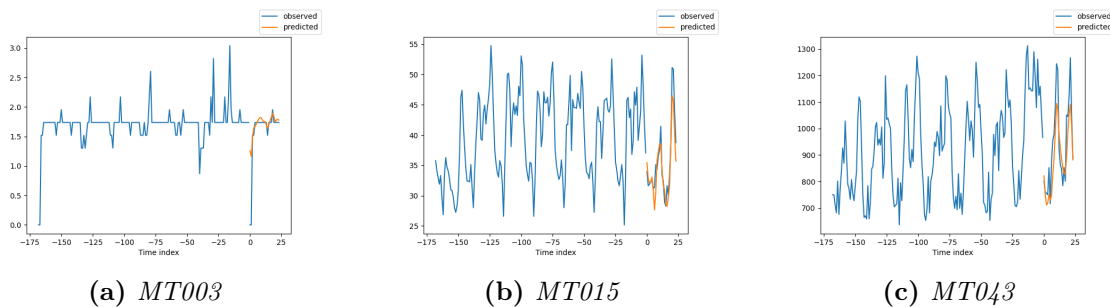 observed
predicted
3.0
2.5
2.0
1.5
1.0
0.5
0.0
−175 −150 −125 −100 −75 −50 −25 0 25
Time index
(a) MT003
observed
predicted
55
50
45
40
35
30
25
−175 −150 −125 −100 −75 −50 −25 0 25
Time index
(b) MT015
observed
predicted
1300
1200
1100
1000
900
800
700
−175 −150 −125 −100 −75 −50 −25 0 25
Time index
(c) MT043